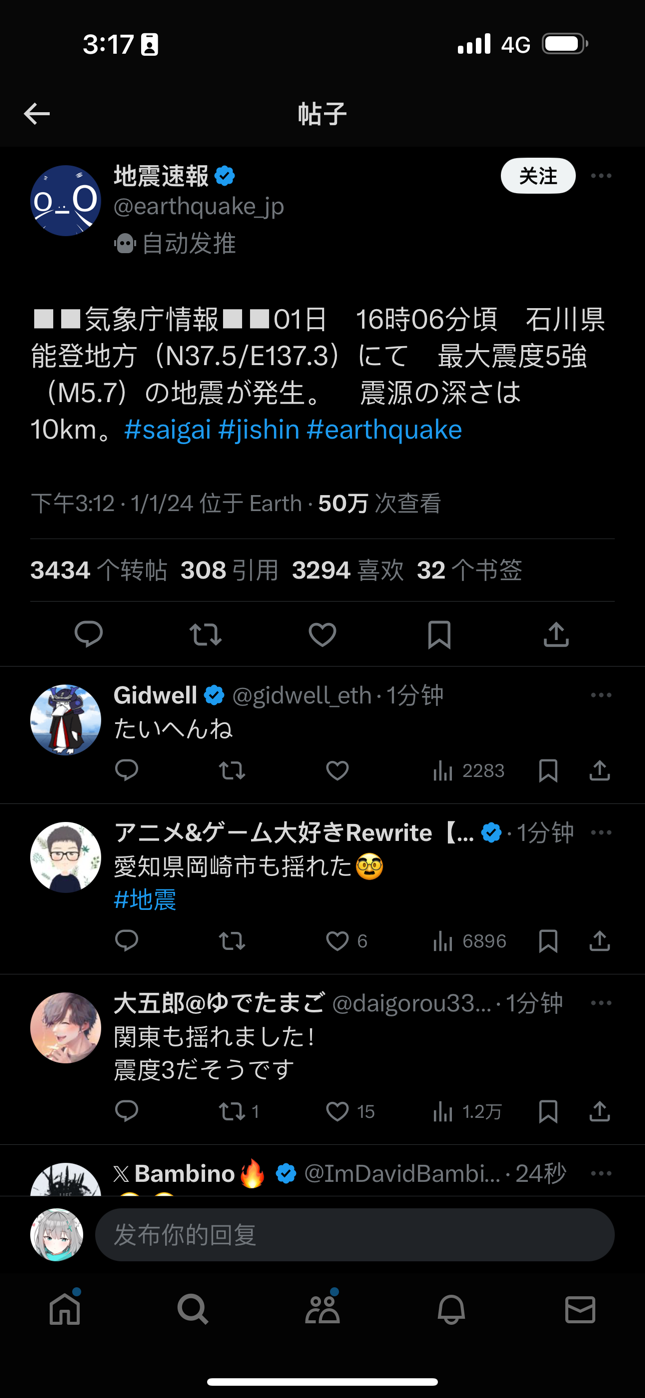 3:17
4G
帖子
地震速報
关注
@earthquake_jp
自动发推
■■気象庁情報■■01日　16時06分頃　石川県
能登地方（N37.5/E137.3）にて　最大震度5強
（M5.7）の地震が発生。　震源の深さは
10km。#saigai #jishin #earthquake
下午3:12 · 1/1/24 位于 Earth · 50万 次查看
3434 个转帖 308 引用 3294 喜欢 32 个书签
Gidwell @gidwell_eth · 1分钟
たいへんね
2283
アニメ&ゲーム大好きRewrite【... · 1分钟
愛知県岡崎市も揺れた🥸
#地震
6 6896
大五郎@ゆでたまご @daigorou33... · 1分钟
関東も揺れました！
震度3だそうです
1 15 1.2万
𝕏 Bambino🔥 @ImDavidBambi... · 24秒
发布你的回复